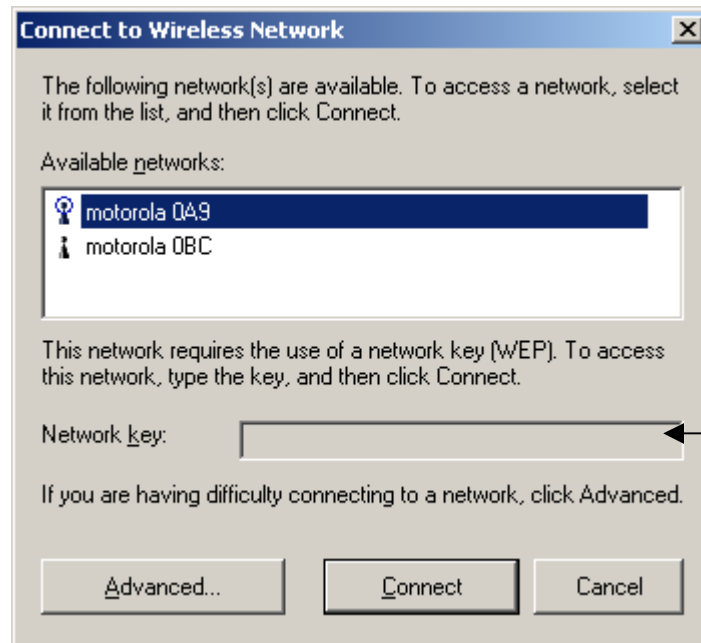 Connect to Wireless Network
The following network(s) are available. To access a network, select
it from the list, and then click Connect.
Available networks:
motorola 0A9
motorola 0BC
This network requires the use of a network key (WEP). To access
this network, type the key, and then click Connect.
Network key:
If you are having difficulty connecting to a network, click Advanced.
Advanced...
Connect
Cancel